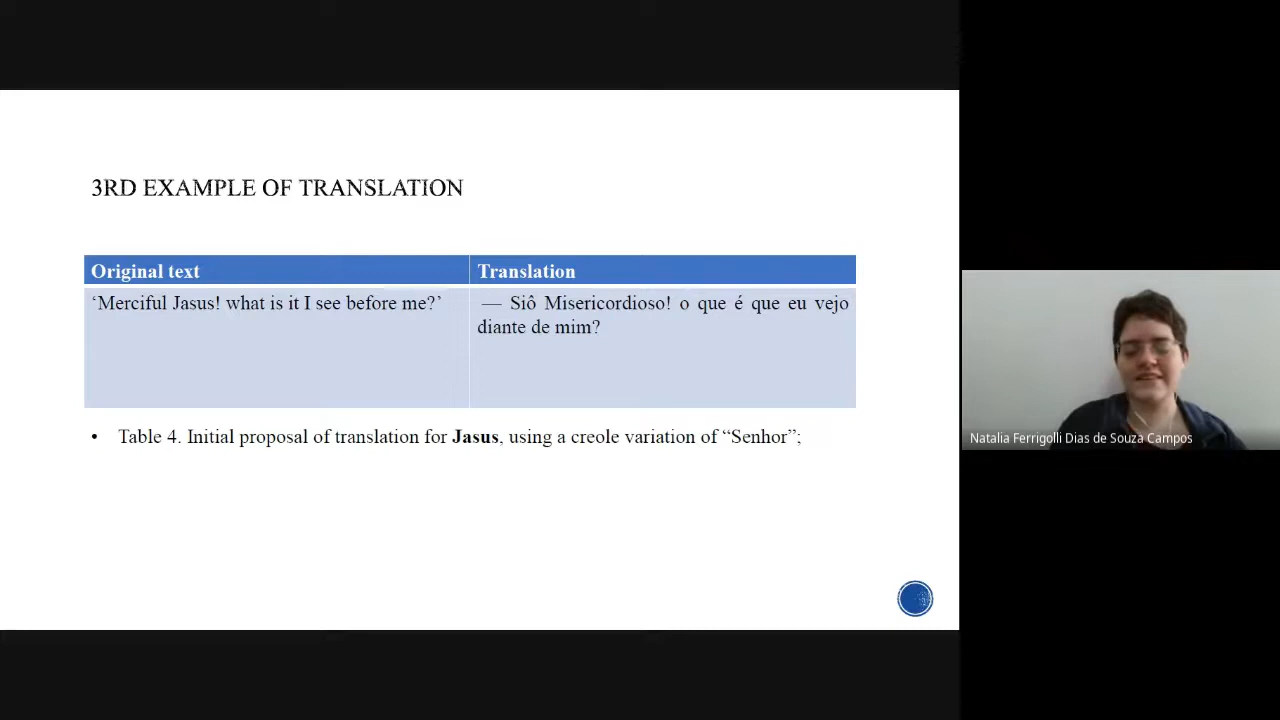 3RD EXAMPLE OF TRANSLATION
Original text
Translation
‘Merciful Jasus! what is it I see before me?’
— Siô Misericordioso! o que é que eu vejo
diante de mim?
• Table 4. Initial proposal of translation for Jasus, using a creole variation of “Senhor”;
Natalia Ferrigolli Dias de Souza Campos